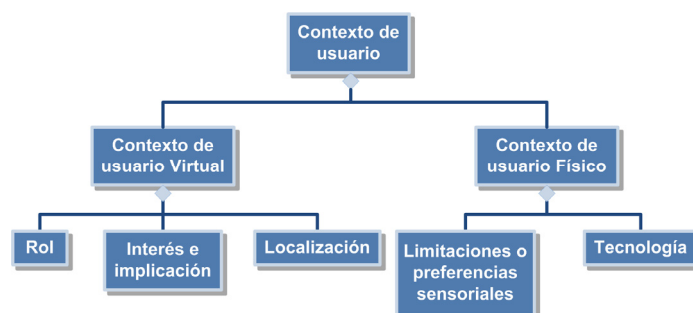 Contexto de
usuario
Contexto de
usuario Virtual
Contexto de
usuario Físico
Rol
Interés e
implicación
Localización
Limitaciones o
preferencias
sensoriales
Tecnología